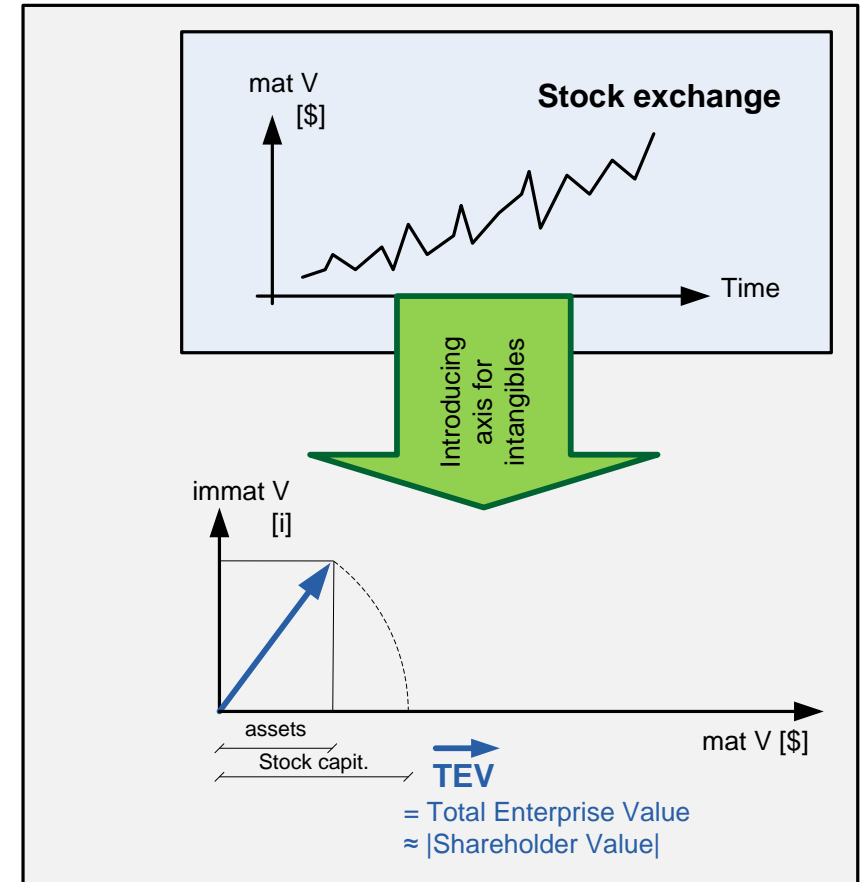 mat V
[$]
Stock exchange
Time
Introducing
axis for
intangibles
immat V
[i]
assets
mat V [$]
Stock capit.
TEV
= Total Enterprise Value
≈ |Shareholder Value|